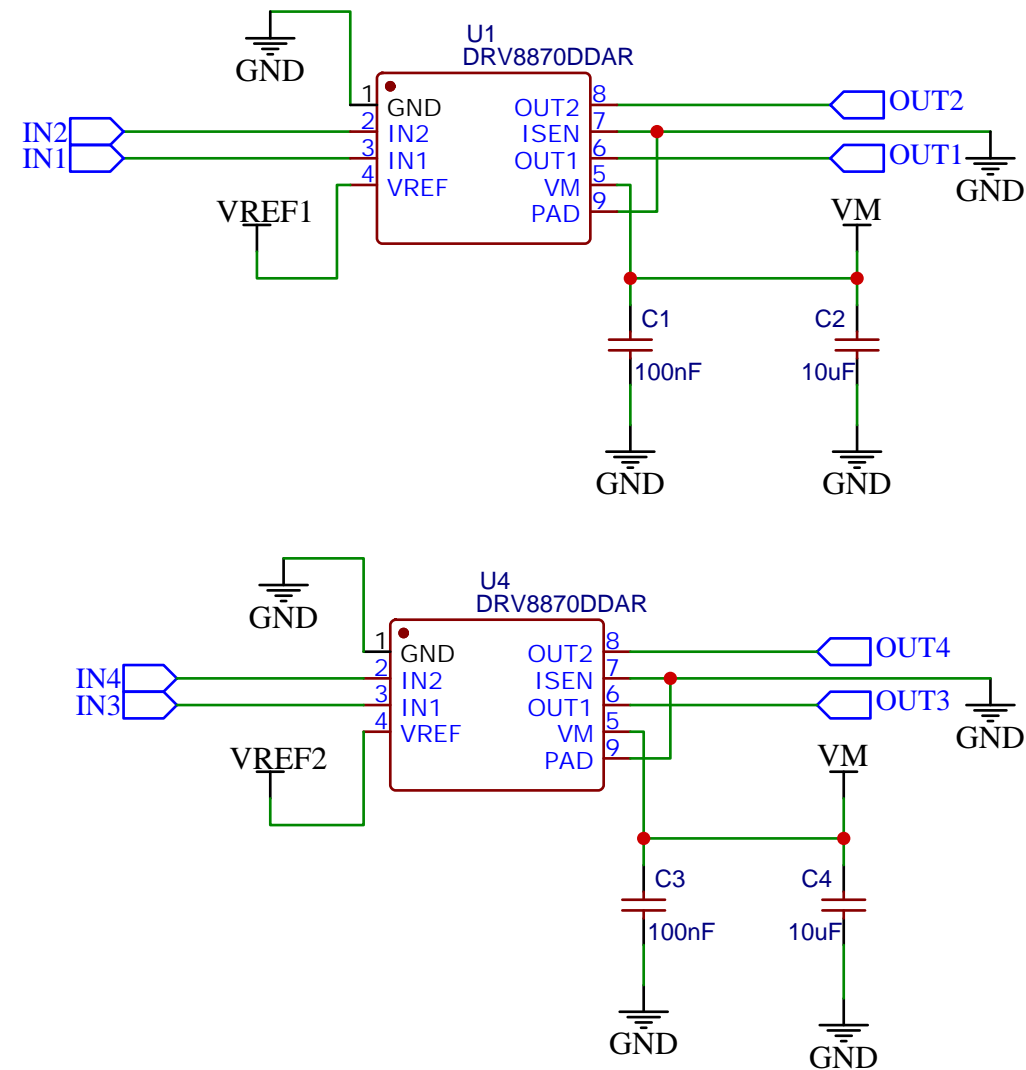 U1
DRV8870DDAR
GND
1 GND OUT2 8 OUT2
IN2 2 IN2 ISEN 7
IN1 3 IN1 OUT1 6 OUT1
4 VREF VM 5 GND
VREF1 PAD 9 VM
C1 C2
100nF 10uF
GND GND
U4
DRV8870DDAR
GND
1 GND OUT2 8 OUT4
IN4 2 IN2 ISEN 7
IN3 3 IN1 OUT1 6 OUT3
4 VREF VM 5 GND
VREF2 PAD 9 VM
C3 C4
100nF 10uF
GND GND